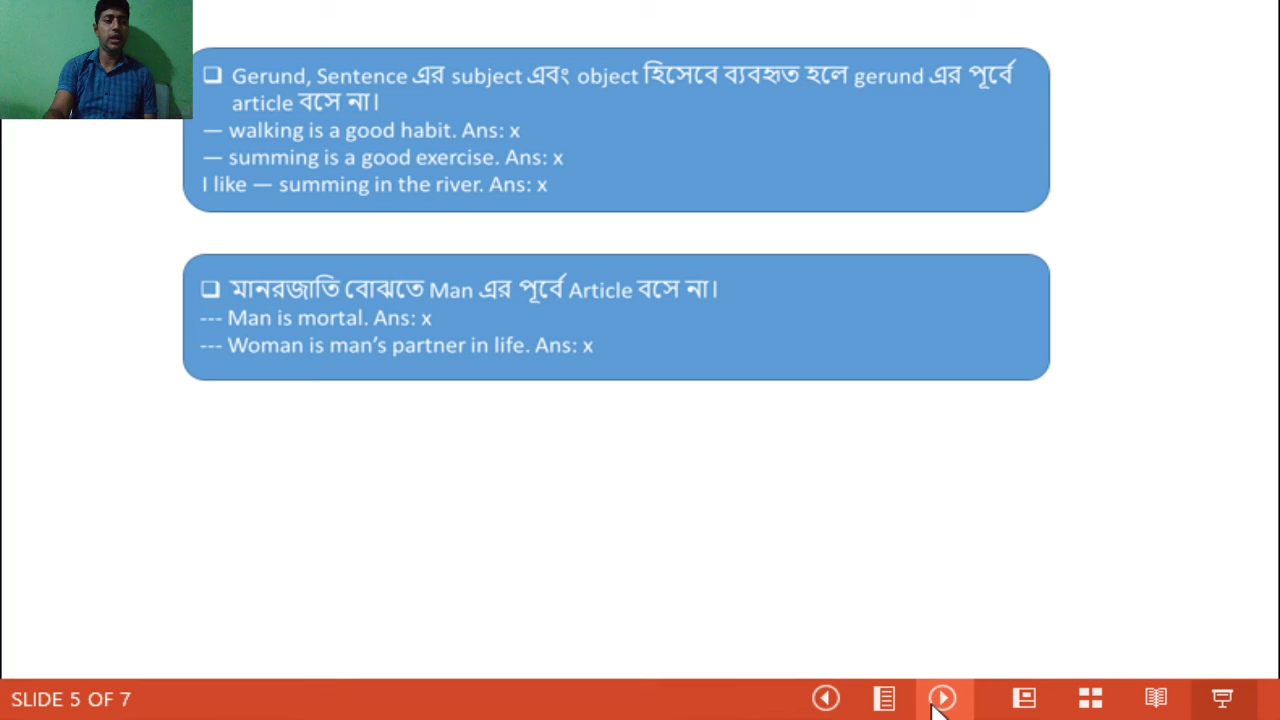 ❑ Gerund, Sentence এর subject এবং object হিসেবে ব্যবহৃত হলে gerund এর পূর্বে
article বসে না।
— walking is a good habit. Ans: x
— summing is a good exercise. Ans: x
I like — summing in the river. Ans: x
❑ মানরজাতি বোঝতে Man এর পূর্বে Article বসে না।
--- Man is mortal. Ans: x
--- Woman is man’s partner in life. Ans: x
SLIDE 5 OF 7